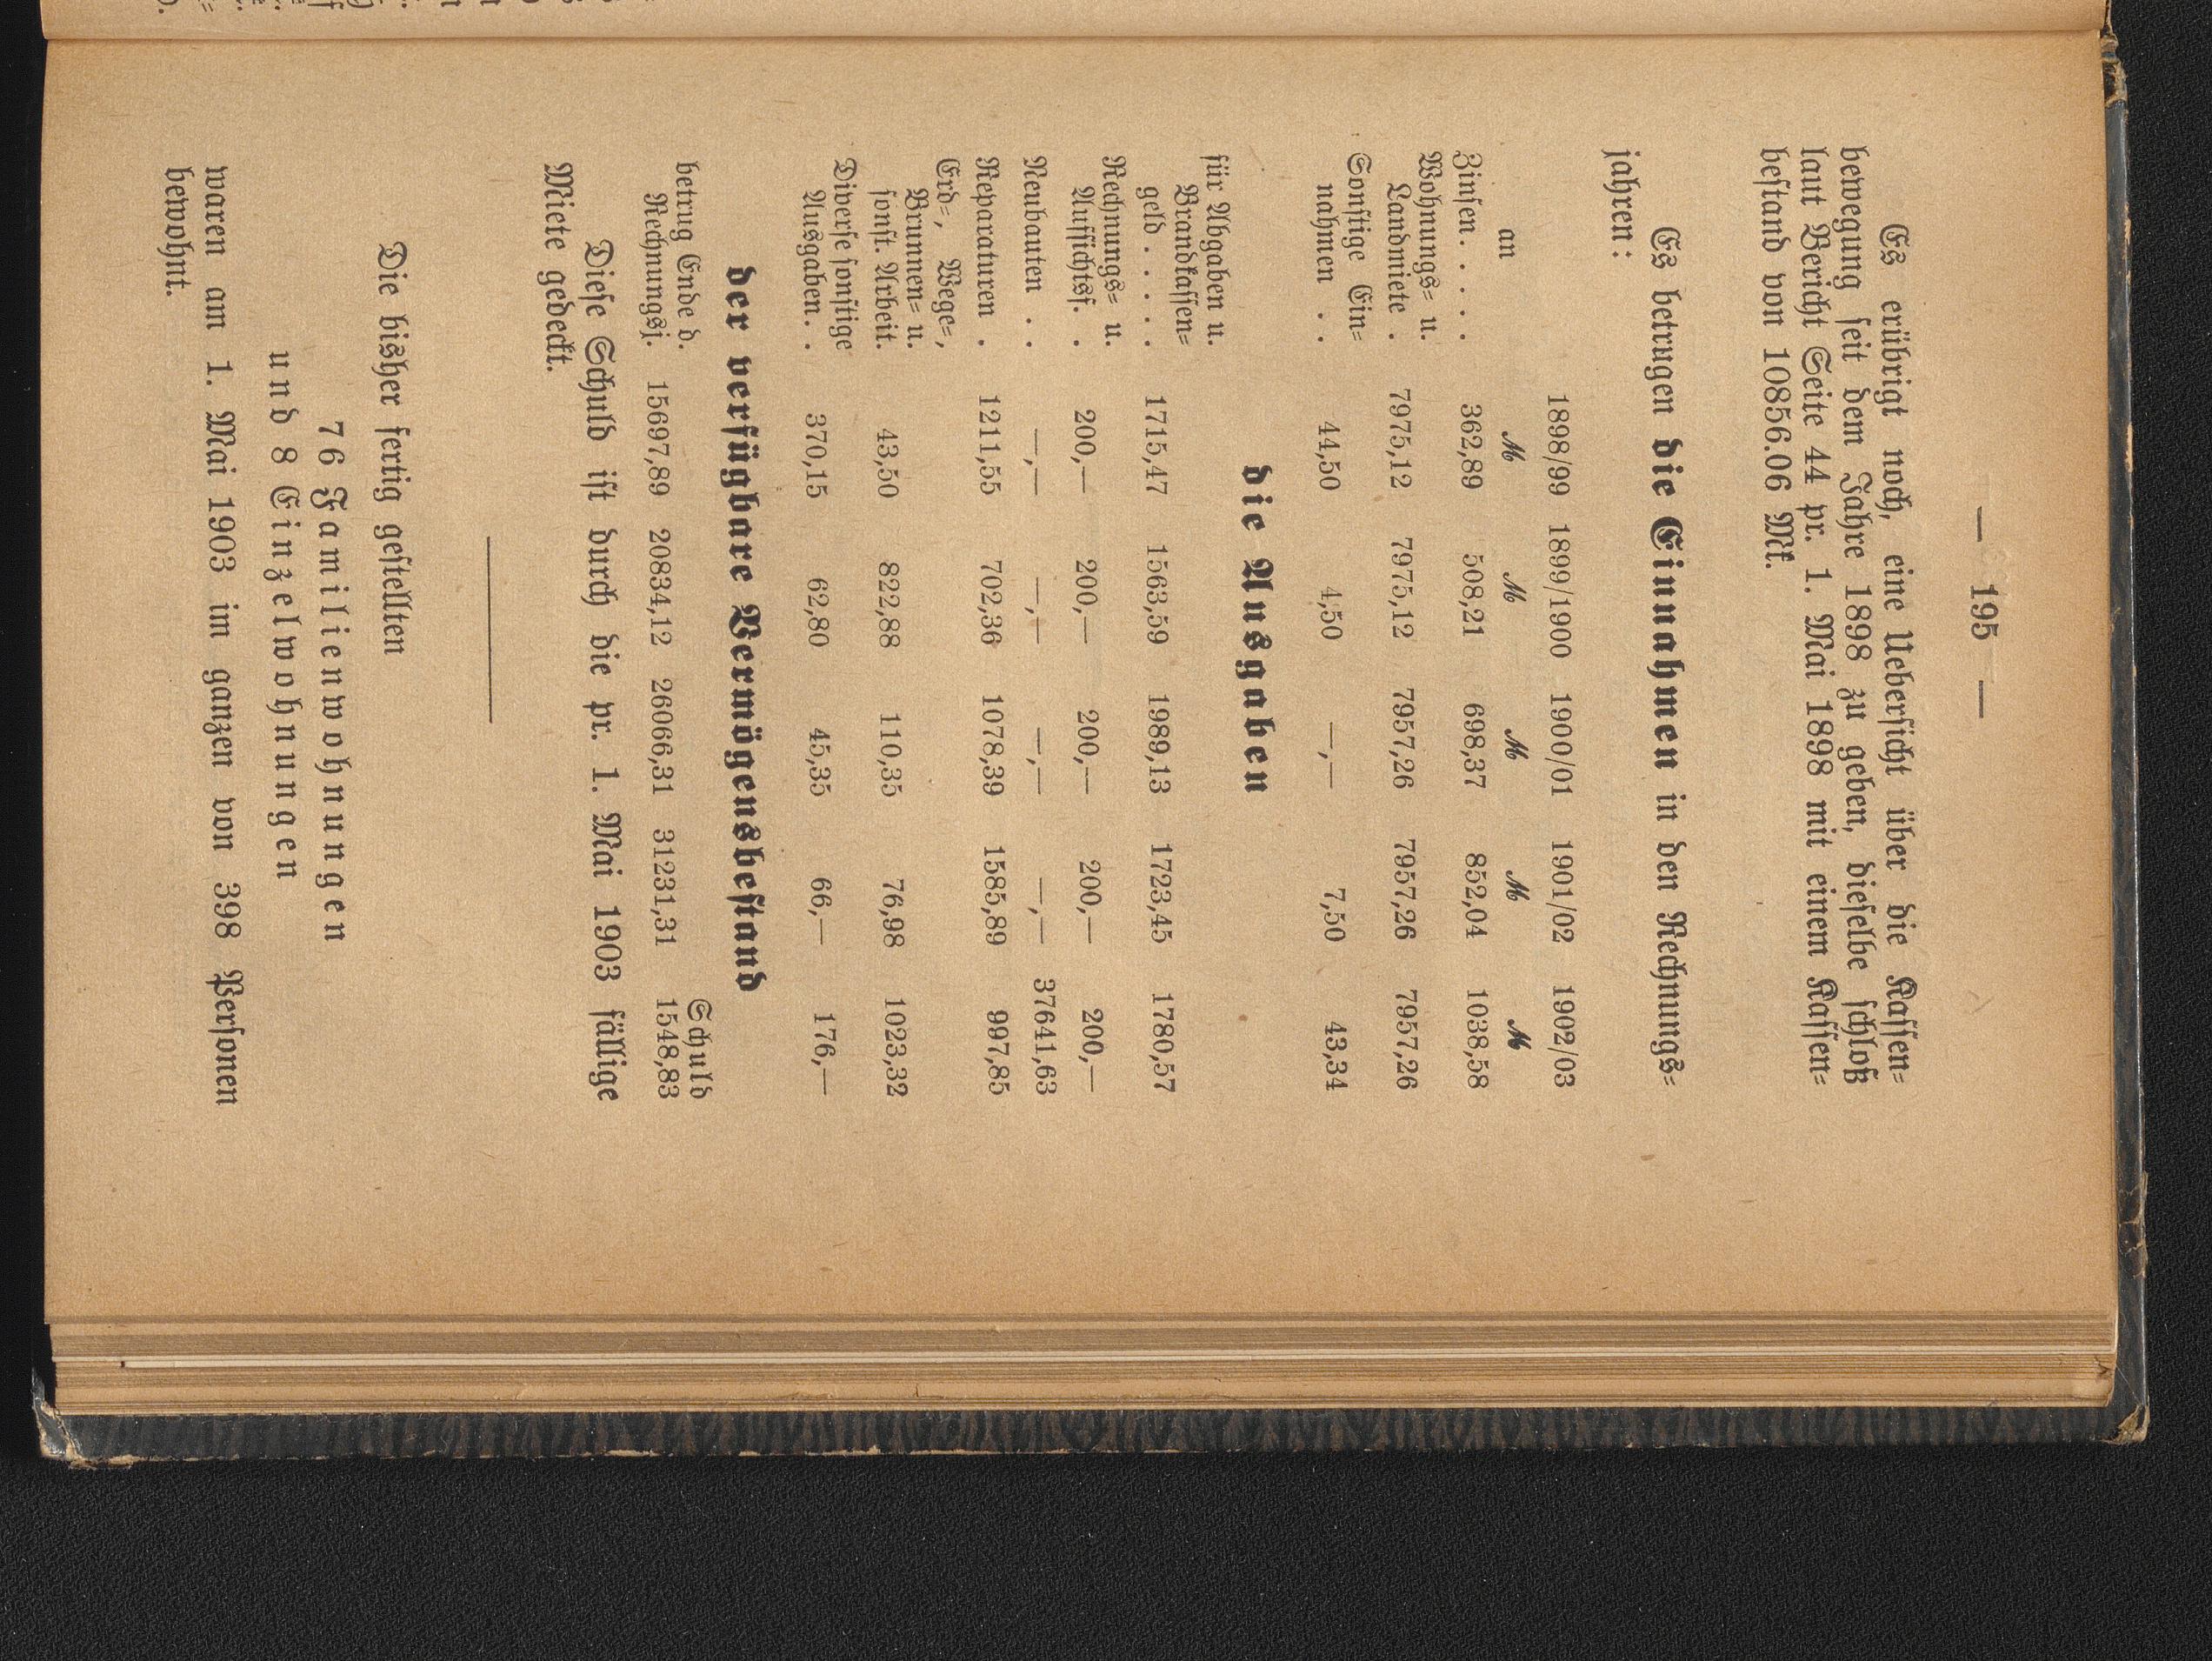 — 195 —
Es erübrigt noch, eine Uebersicht über die Kassen=
bewegung seit dem Jahre 1898 zu geben, dieselbe schloß
laut Bericht Seite 44 pr. 1. Mai 1898 mit einem Kassen=
bestand von 10856.06 Mk.
Es betrugen die Einnahmen in den Rechnungs=
jahren:
1898/99 1899/1900 1900/01 1901/02 1902/03
an ℳ ℳ ℳ ℳ ℳ
Zinsen. . . . . 362,89 508,21 698,37 852,04 1038,58
Wohnungs= u.
Landmiete . 7975,12 7975,12 7957,26 7957,26 7957,26
Sonstige Ein=
nahmen . . 44,50 4,50 —,— 7,50 43,34
die Ausgaben
für Abgaben u.
Brandkassen=
geld . . . . . 1715,47 1563,59 1989,13 1723,45 1780,57
Rechnungs= u.
Aufsichtsf. . 200,— 200,— 200,— 200,— 200,—
Neubauten . . —,— —,— —,— —,— 37641,63
Reparaturen . 1211,55 702,36 1078,39 1585,89 997,85
Erd=, Wege=,
Brunnen= u.
sonst. Arbeit. 43,50 822,88 110,35 76,98 1023,32
Diverse sonstige
Ausgaben. . 370,15 62,80 45,35 66,— 176,—
der verfügbare Vermögensbestand
betrug Ende d. Schuld
Rechnungsj. 15697,89 20834,12 26066,31 31231,31 1548,83
Diese Schuld ist durch die pr. 1. Mai 1903 fällige
Miete gedeckt.
Die bisher fertig gestellten
76 Familienwohnungen
und 8 Einzelwohnungen
waren am 1. Mai 1903 im ganzen von 398 Personen
bewohnt.